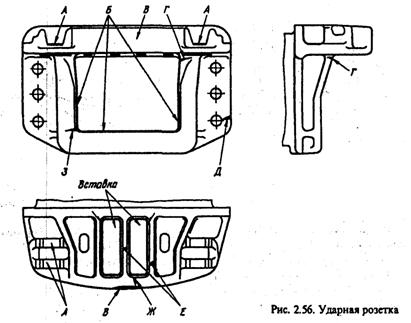 А Б В Г А
Г
З Д
Вставка
А В Ж Е
Рис. 2.56. Ударная розетка